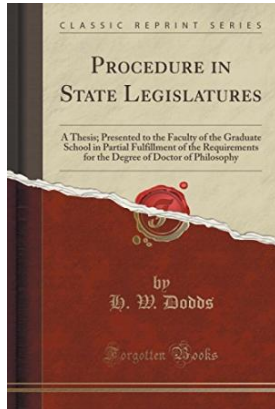 CLASSIC REPRINT SERIES
PROCEDURE IN
STATE LEGISLATURES
A Thesis; Presented to the Faculty of the Graduate
School in Partial Fulfillment of the Requirements
for the Degree of Doctor of Philosophy
by
H. W. Dodds
Forgotten Books